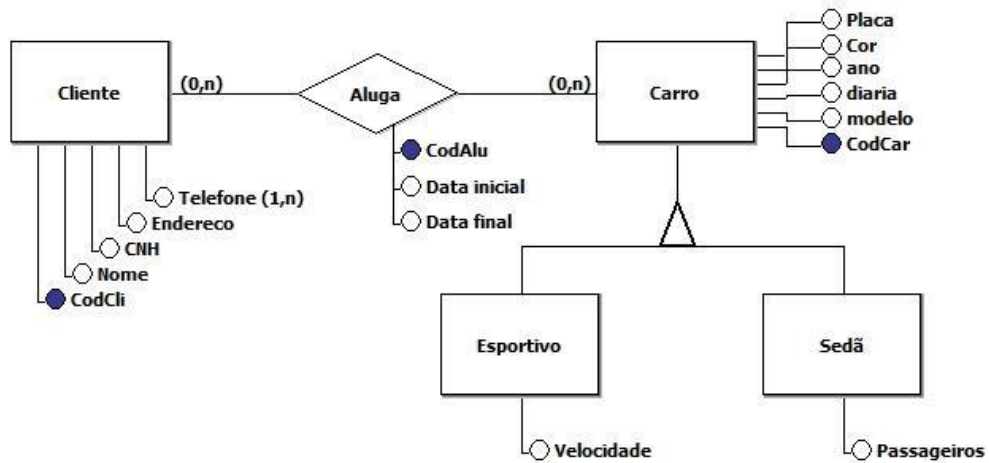 Cliente
(0,n)
Aluga
(0,n)
Carro
Placa
Cor
ano
diaria
modelo
CodCar
CodAlu
Data inicial
Data final
Telefone (1,n)
Endereco
CNH
Nome
CodCli
Esportivo
Sedã
Velocidade
Passageiros